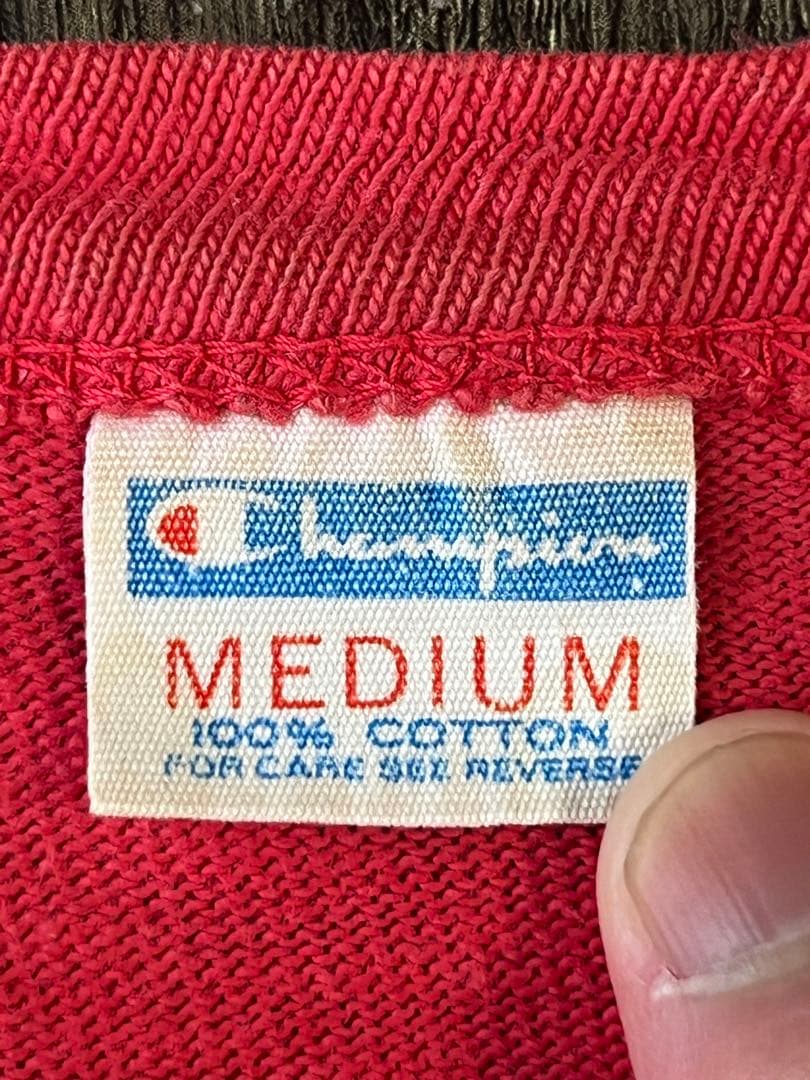 Champion
MEDIUM
100% COTTON
FOR CARE SEE REVERSE